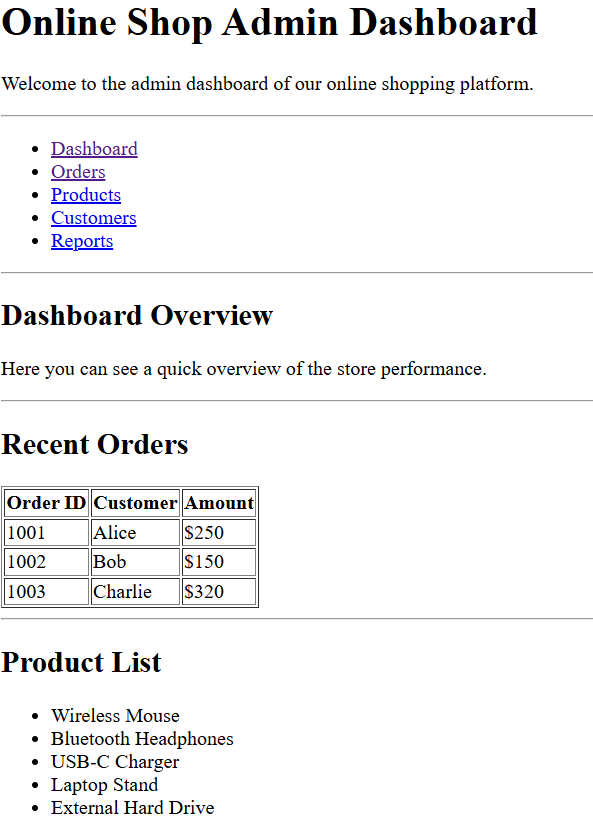 Online Shop Admin Dashboard
Welcome to the admin dashboard of our online shopping platform.
Dashboard
Orders
Products
Customers
Reports
Dashboard Overview
Here you can see a quick overview of the store performance.
Recent Orders
Order ID Customer Amount
1001 Alice $250
1002 Bob $150
1003 Charlie $320
Product List
Wireless Mouse
Bluetooth Headphones
USB-C Charger
Laptop Stand
External Hard Drive